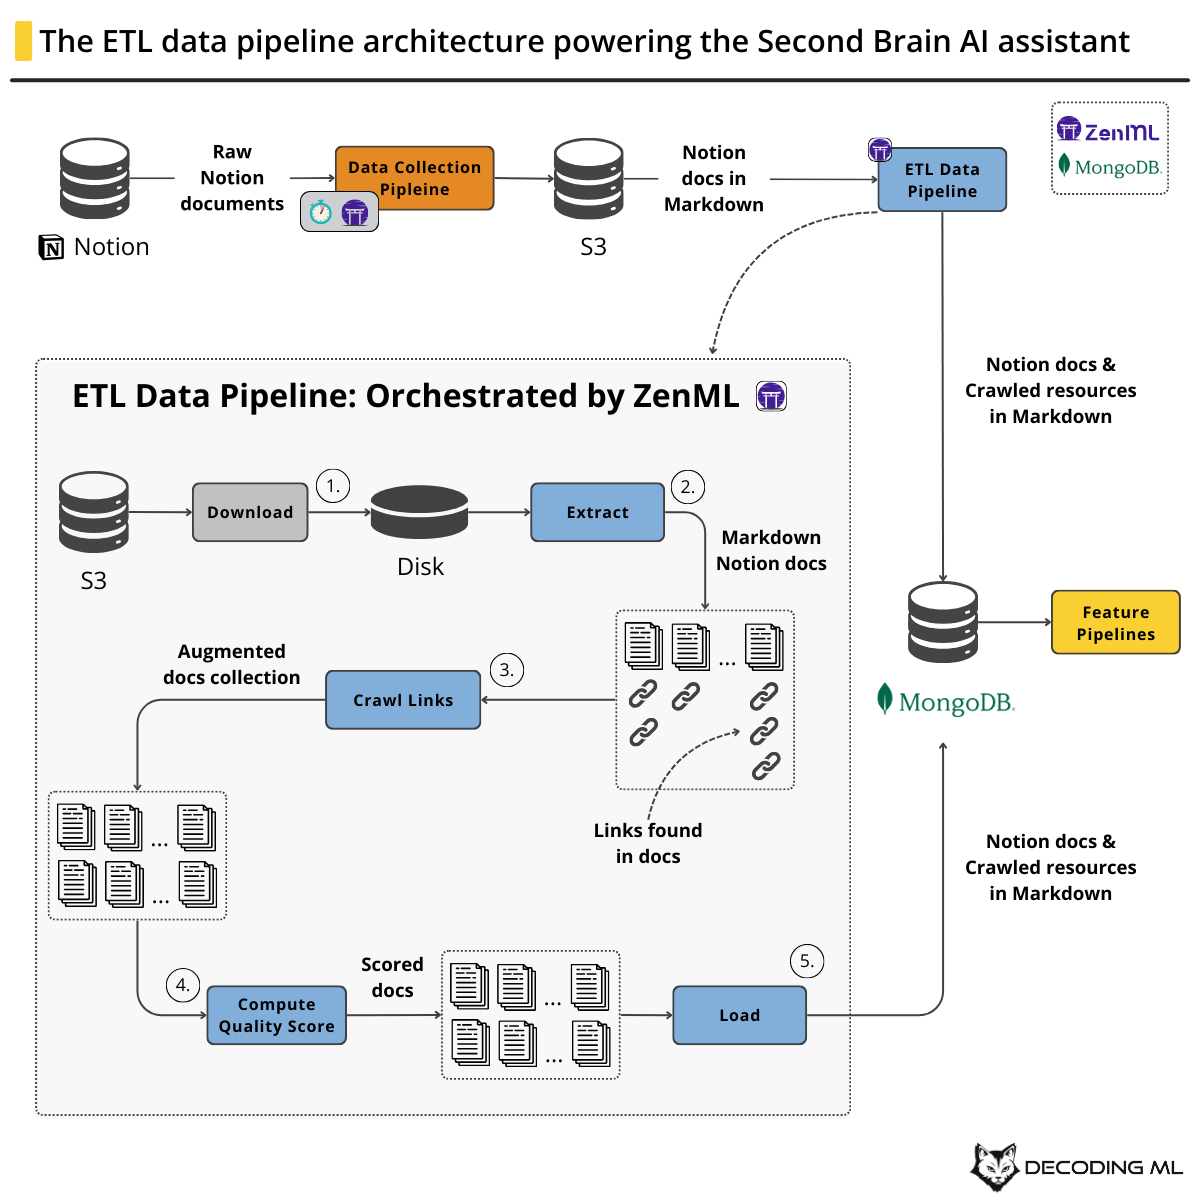 The ETL data pipeline architecture powering the Second Brain AI assistant
Raw
Notion
documents
Data Collection
Pipleine
Notion
docs in
Markdown
ETL Data
Pipeline
ZenML
MongoDB.
N Notion
S3
Notion docs &
Crawled resources
in Markdown
ETL Data Pipeline: Orchestrated by ZenML
S3
Download
1.
Disk
Extract
2.
Markdown
Notion docs
...
Links found
in docs
3.
Crawl Links
Augmented
docs collection
...
...
4.
Compute
Quality Score
Scored
docs
...
...
Load
5.
Feature
Pipelines
MongoDB.
Notion docs &
Crawled resources
in Markdown
DECODING ML